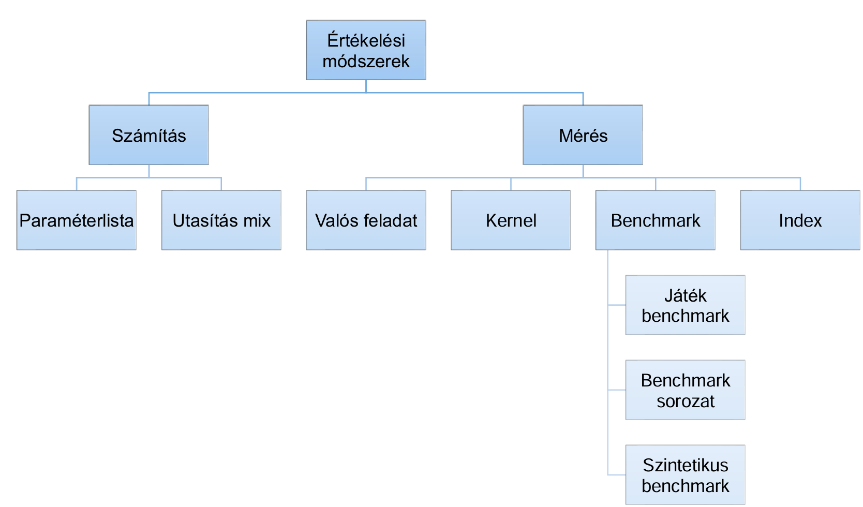 Értékelési
módszerek
Számítás
Mérés
Paraméterlista
Utasítás mix
Valós feladat
Kernel
Benchmark
Index
Játék
benchmark
Benchmark
sorozat
Szintetikus
benchmark